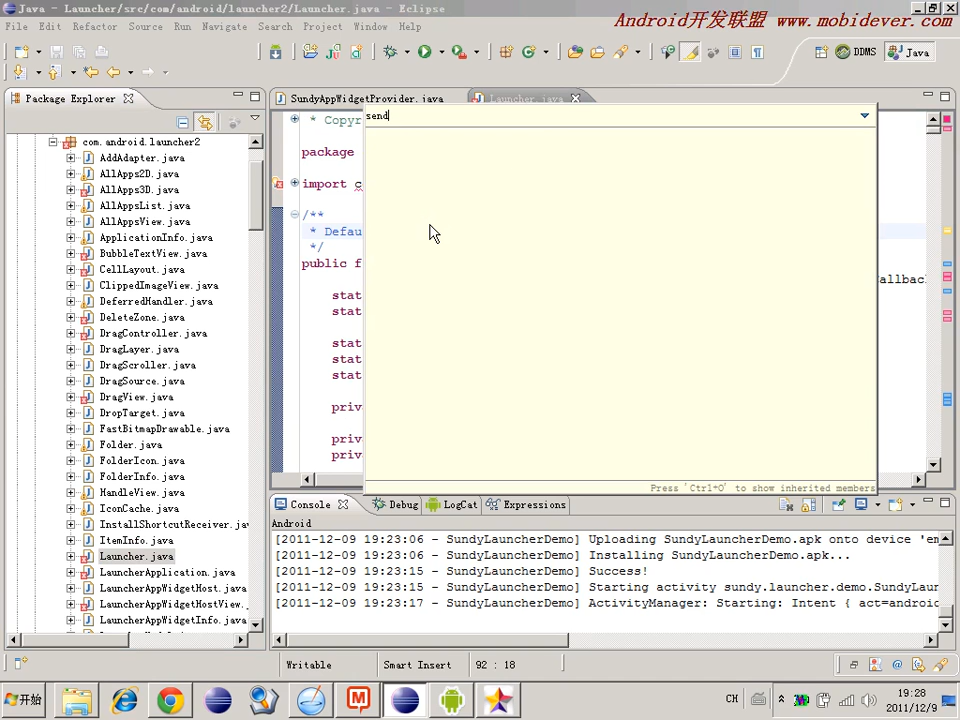 Java - Launcher/src/com/android/launcher2/Launcher.java - Eclipse
Android开发联盟 www.mobidever.com
File Edit Refactor Source Run Navigate Search Project Window Help
DDMS Java
Package Explorer
SundyAppWidgetProvider.java Launcher.java
send
com.android.launcher2
AddAdapter.java
AllApps2D.java
AllApps3D.java
AllAppsList.java
AllAppsView.java
ApplicationInfo.java
BubbleTextView.java
CellLayout.java
ClippedImageView.java
DeferredHandler.java
DeleteZone.java
DragController.java
DragLayer.java
DragScroller.java
DragSource.java
DragView.java
DropTarget.java
FastBitmapDrawable.java
Folder.java
FolderIcon.java
FolderInfo.java
HandleView.java
IconCache.java
InstallShortcutReceiver.java
ItemInfo.java
Launcher.java
LauncherApplication.java
LauncherAppWidgetHost.java
LauncherAppWidgetHostView.
LauncherAppWidgetInfo.java
* Copyr
package
import c
/**
* Defau
*/
public f
allback
stat
stat
stat
stat
stat
priv
priv
priv
Press 'Ctrl+O' to show inherited members
Console Debug LogCat Expressions
Android
[2011-12-09 19:23:06 - SundyLauncherDemo] Uploading SundyLauncherDemo.apk onto device 'em
[2011-12-09 19:23:06 - SundyLauncherDemo] Installing SundyLauncherDemo.apk...
[2011-12-09 19:23:15 - SundyLauncherDemo] Success!
[2011-12-09 19:23:15 - SundyLauncherDemo] Starting activity sundy.launcher.demo.SundyLaun
[2011-12-09 19:23:17 - SundyLauncherDemo] ActivityManager: Starting: Intent { act=android
Writable Smart Insert 92 : 18
开始
CH
19:28
2011/12/9